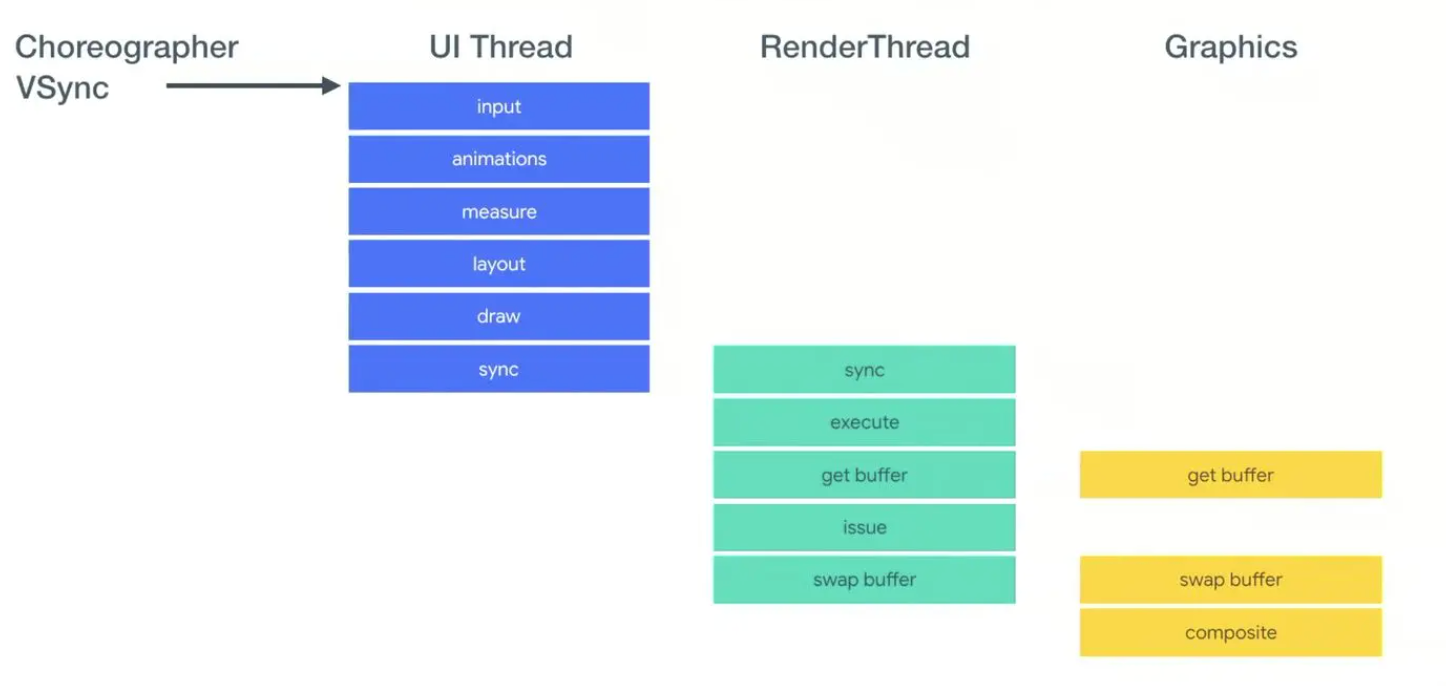 Choreographer
VSync
UI Thread
input
animations
measure
layout
draw
sync
RenderThread
sync
execute
get buffer
issue
swap buffer
Graphics
get buffer
swap buffer
composite